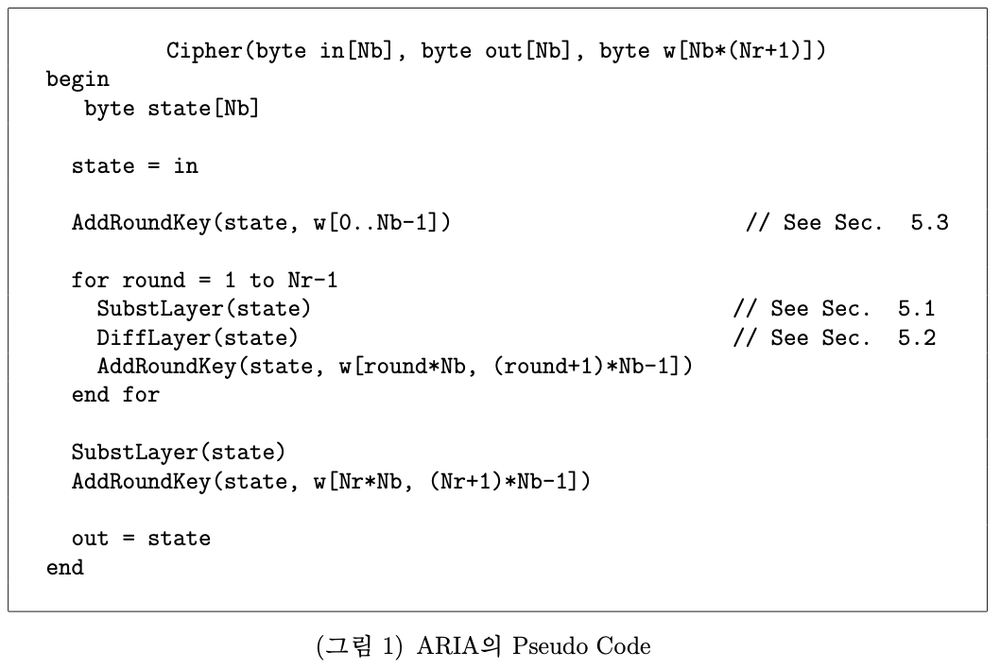 Cipher(byte in[Nb], byte out[Nb], byte w[Nb*(Nr+1)])
begin
byte state[Nb]
state = in
AddRoundKey(state, w[0..Nb-1]) // See Sec. 5.3
for round = 1 to Nr-1
SubstLayer(state) // See Sec. 5.1
DiffLayer(state) // See Sec. 5.2
AddRoundKey(state, w[round*Nb, (round+1)*Nb-1])
end for
SubstLayer(state)
AddRoundKey(state, w[Nr*Nb, (Nr+1)*Nb-1])
out = state
end
(그림 1) ARIA의 Pseudo Code